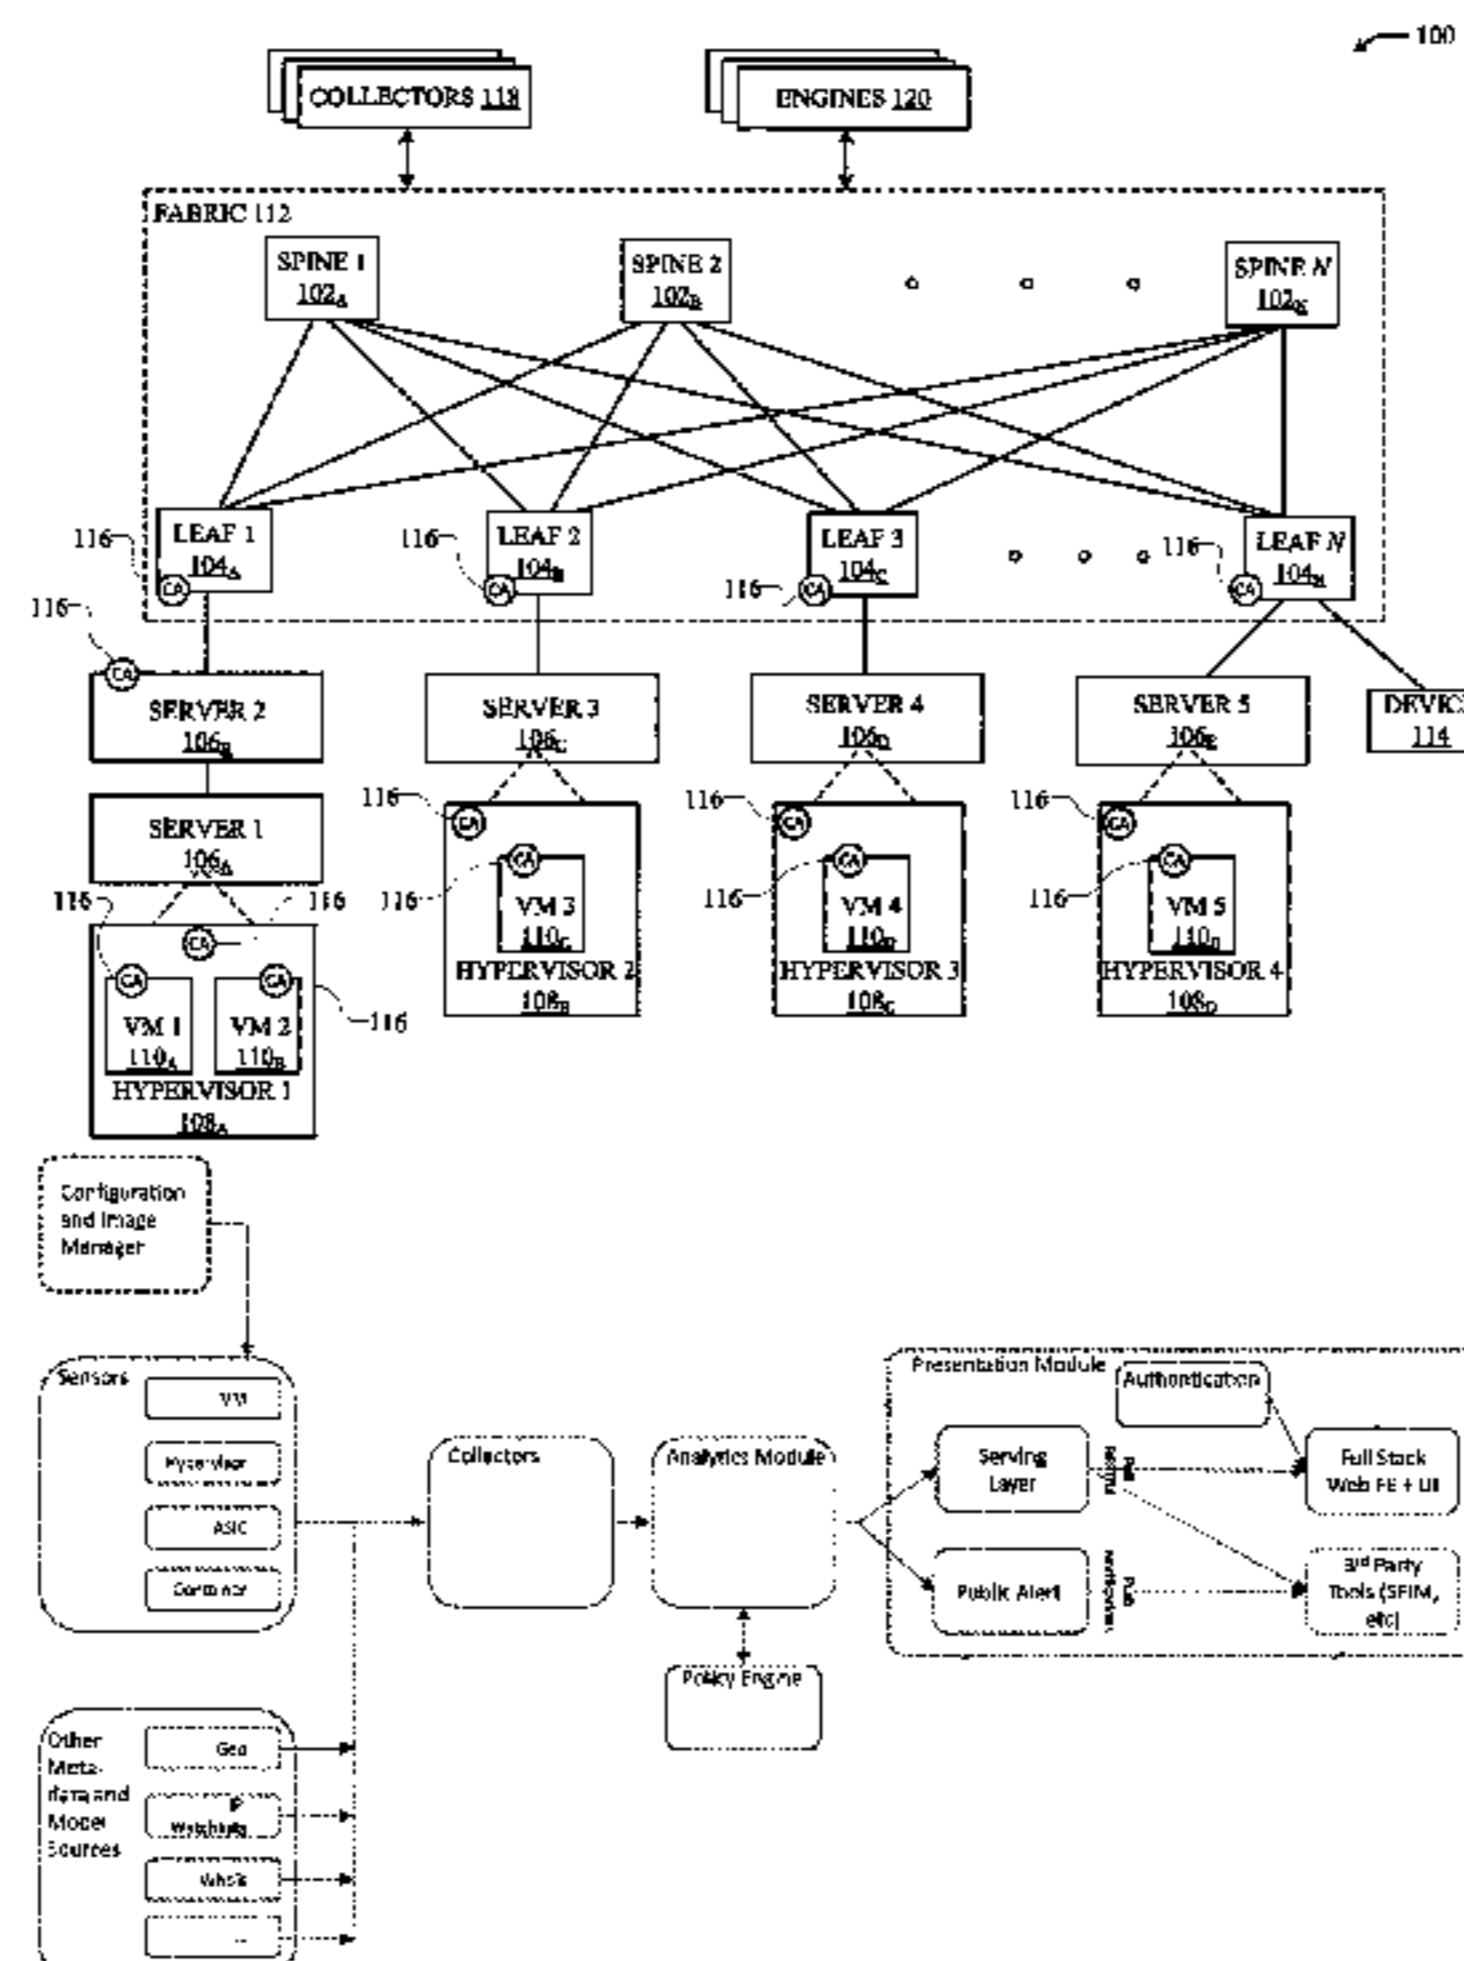 100
COLLECTORS 118
ENGINES 120
FABRIC 112
SPINE 1
102A
SPINE 2
102B
SPINE N
102N
LEAF 1
104A
LEAF 2
104B
LEAF 3
104C
LEAF N
104N
CA
CA
CA
CA
116
116
116
116
116
CA
SERVER 2
106B
SERVER 3
106C
SERVER 4
106D
SERVER 5
106E
DEVICE
114
SERVER 1
106A
116
CA
116
CA
116
CA
116
CA
VM 3
110C
HYPERVISOR 2
108B
116
CA
VM 4
110D
HYPERVISOR 3
108C
116
CA
VM 5
HYPERVISOR 4
108D
116
116
116
CA
CA
CA
VM 1
110A
VM 2
110B
HYPERVISOR 1
108A
116
Configuration
and Image
Manager
Sensors
VM
Hypervisor
ASIC
Container
Collectors
Analytics Module
Policy Engine
Presentation Module
Authentication
Serving
Layer
Public Alert
Full Stack
Web FE + UI
3rd Party
Tools (SEIM,
etc)
Other
Meta-
data and
Model
Sources
Geo
IP
Watchlists
WhoIs
...